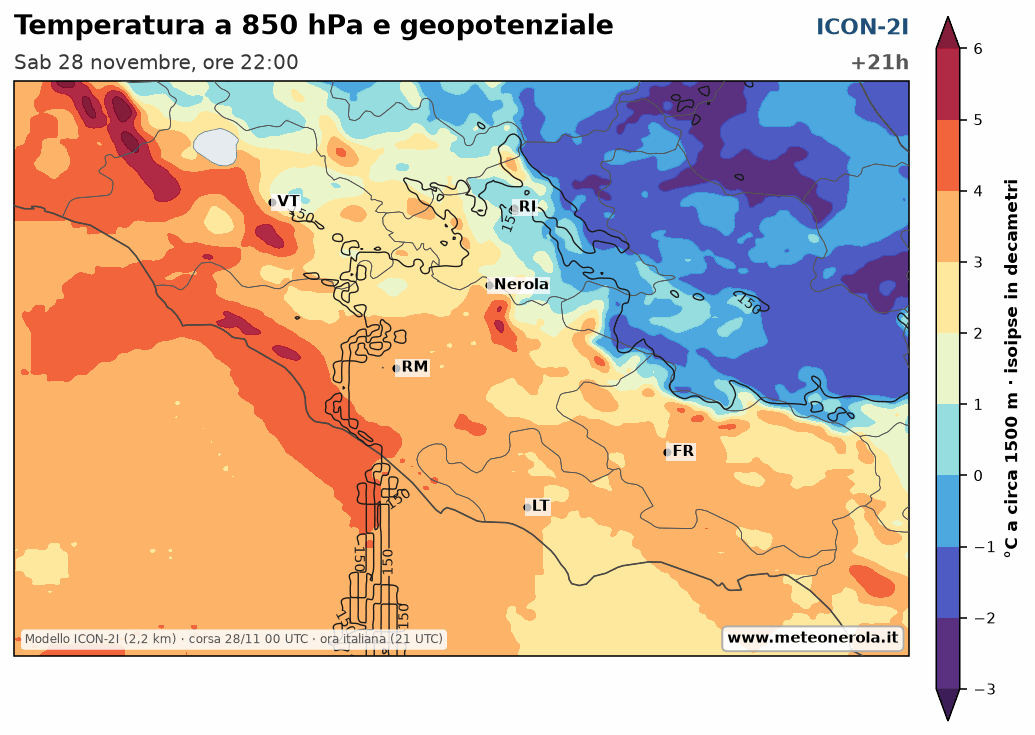 Temperatura a 850 hPa e geopotenziale
ICON-2I
Sab 28 novembre, ore 22:00
+21h
VT
150
RI
Nerola
150
RM
FR
150
LT
150
150
150
Modello ICON-2I (2,2 km) · corsa 28/11 00 UTC · ora italiana (21 UTC)
www.meteonerola.it
6
5
4
3
2
1
0
−1
−2
−3
°C a circa 1500 m · isoipse in decametri